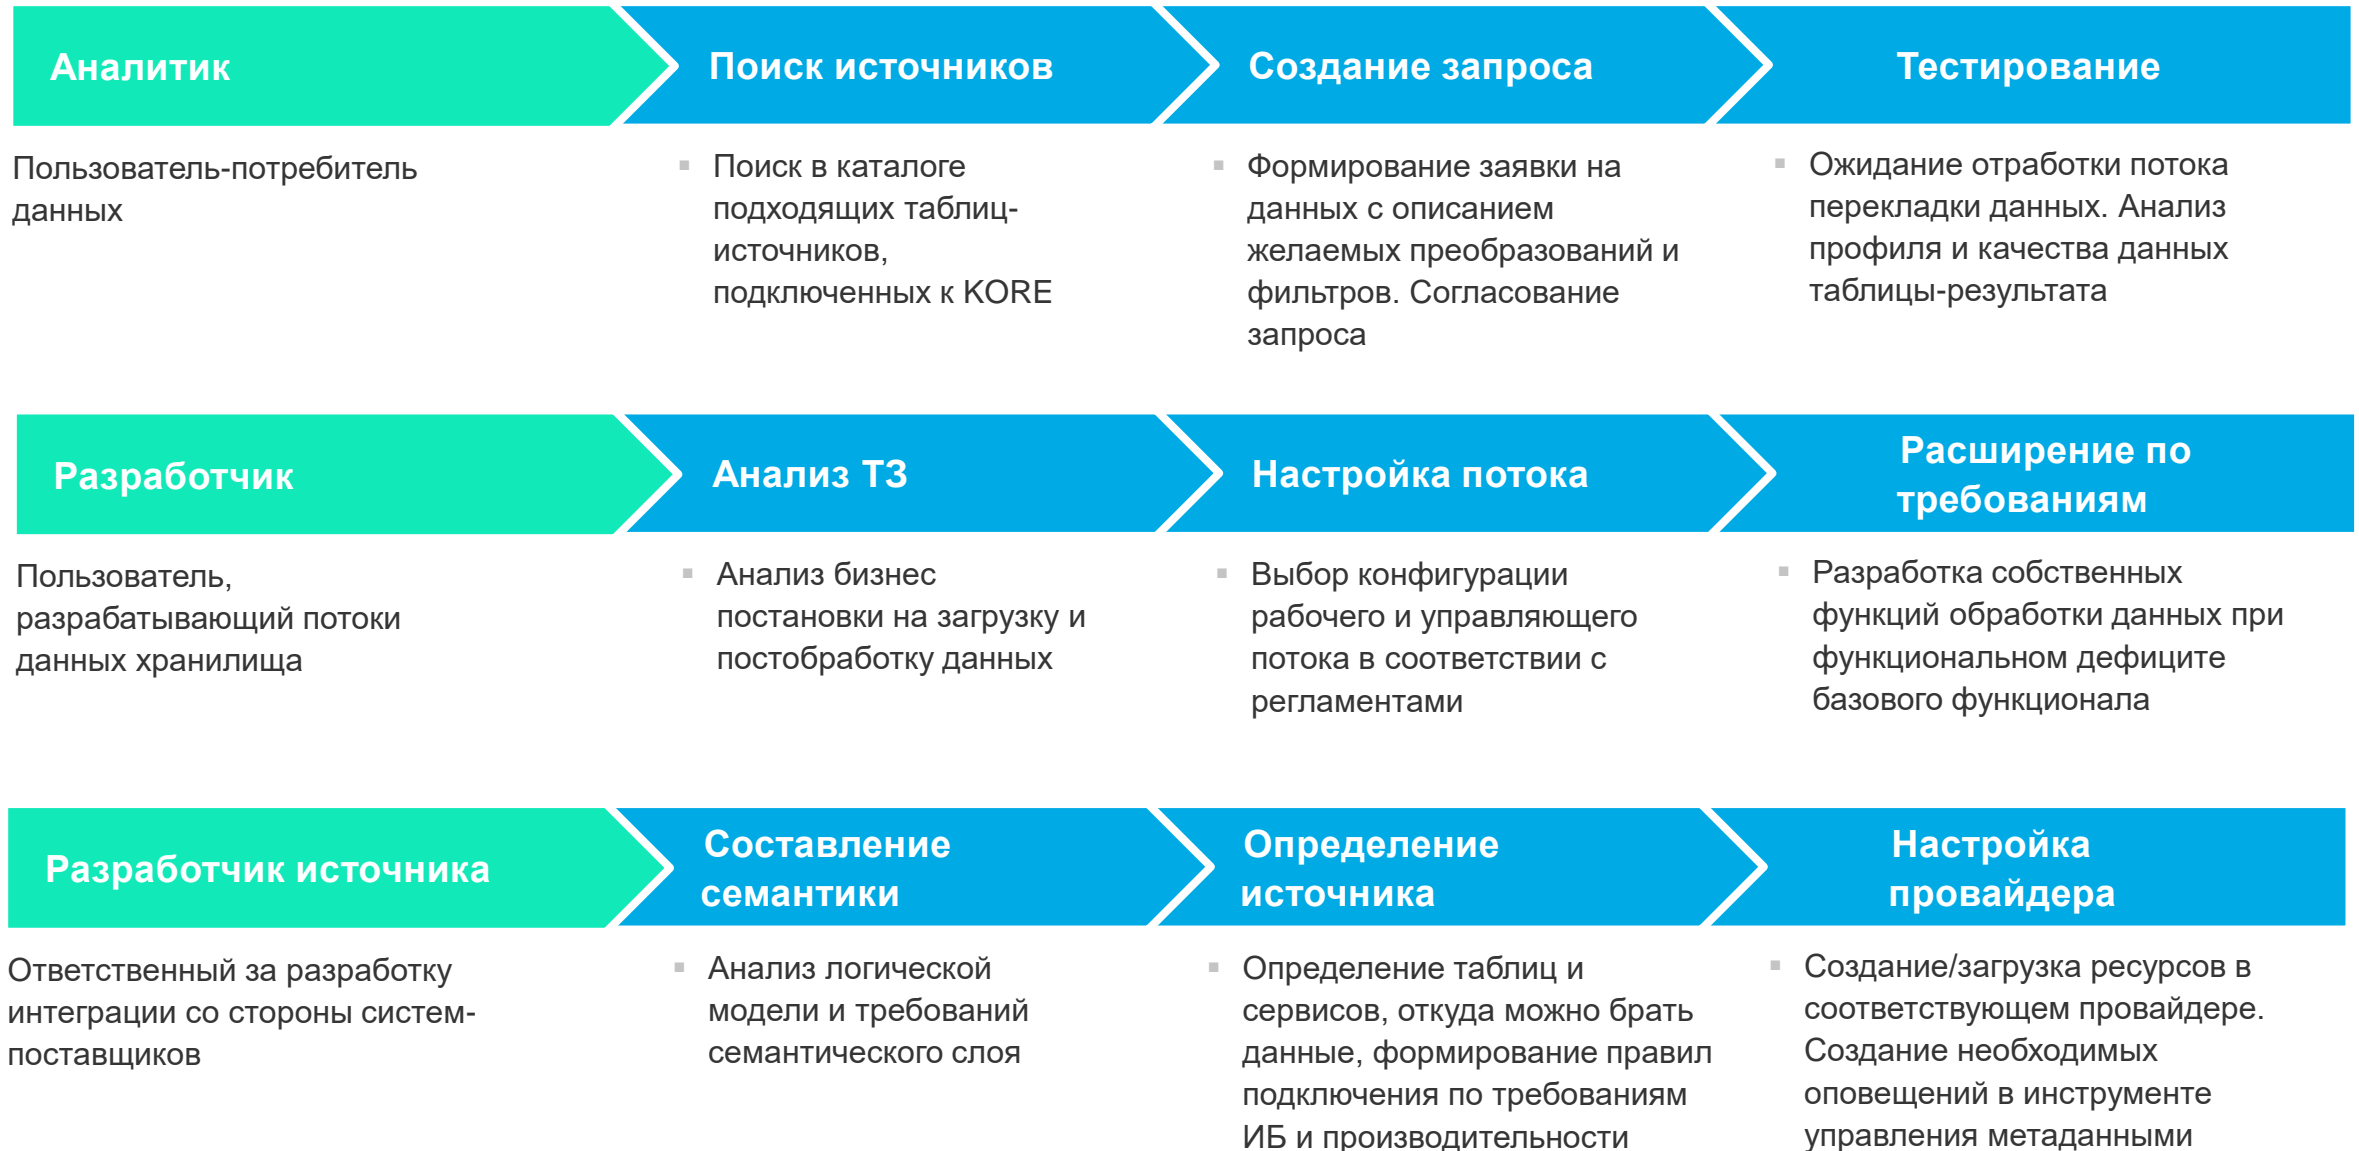 Аналитик
Поиск источников
Создание запроса
Тестирование
Пользователь-потребитель
данных
Поиск в каталоге
подходящих таблиц-
источников,
подключенных к KORE
Формирование заявки на
данных с описанием
желаемых преобразований и
фильтров. Согласование
запроса
Ожидание отработки потока
перекладки данных. Анализ
профиля и качества данных
таблицы-результата
Разработчик
Анализ ТЗ
Настройка потока
Расширение по
требованиям
Пользователь,
разрабатывающий потоки
данных хранилища
Анализ бизнес
постановки на загрузку и
постобработку данных
Выбор конфигурации
рабочего и управляющего
потока в соответствии с
регламентами
Разработка собственных
функций обработки данных при
функциональном дефиците
базового функционала
Разработчик источника
Составление
семантики
Определение
источника
Настройка
провайдера
Ответственный за разработку
интеграции со стороны систем-
поставщиков
Анализ логической
модели и требований
семантического слоя
Определение таблиц и
сервисов, откуда можно брать
данные, формирование правил
подключения по требованиям
ИБ и производительности
Создание/загрузка ресурсов в
соответствующем провайдере.
Создание необходимых
оповещений в инструменте
управления метаданными